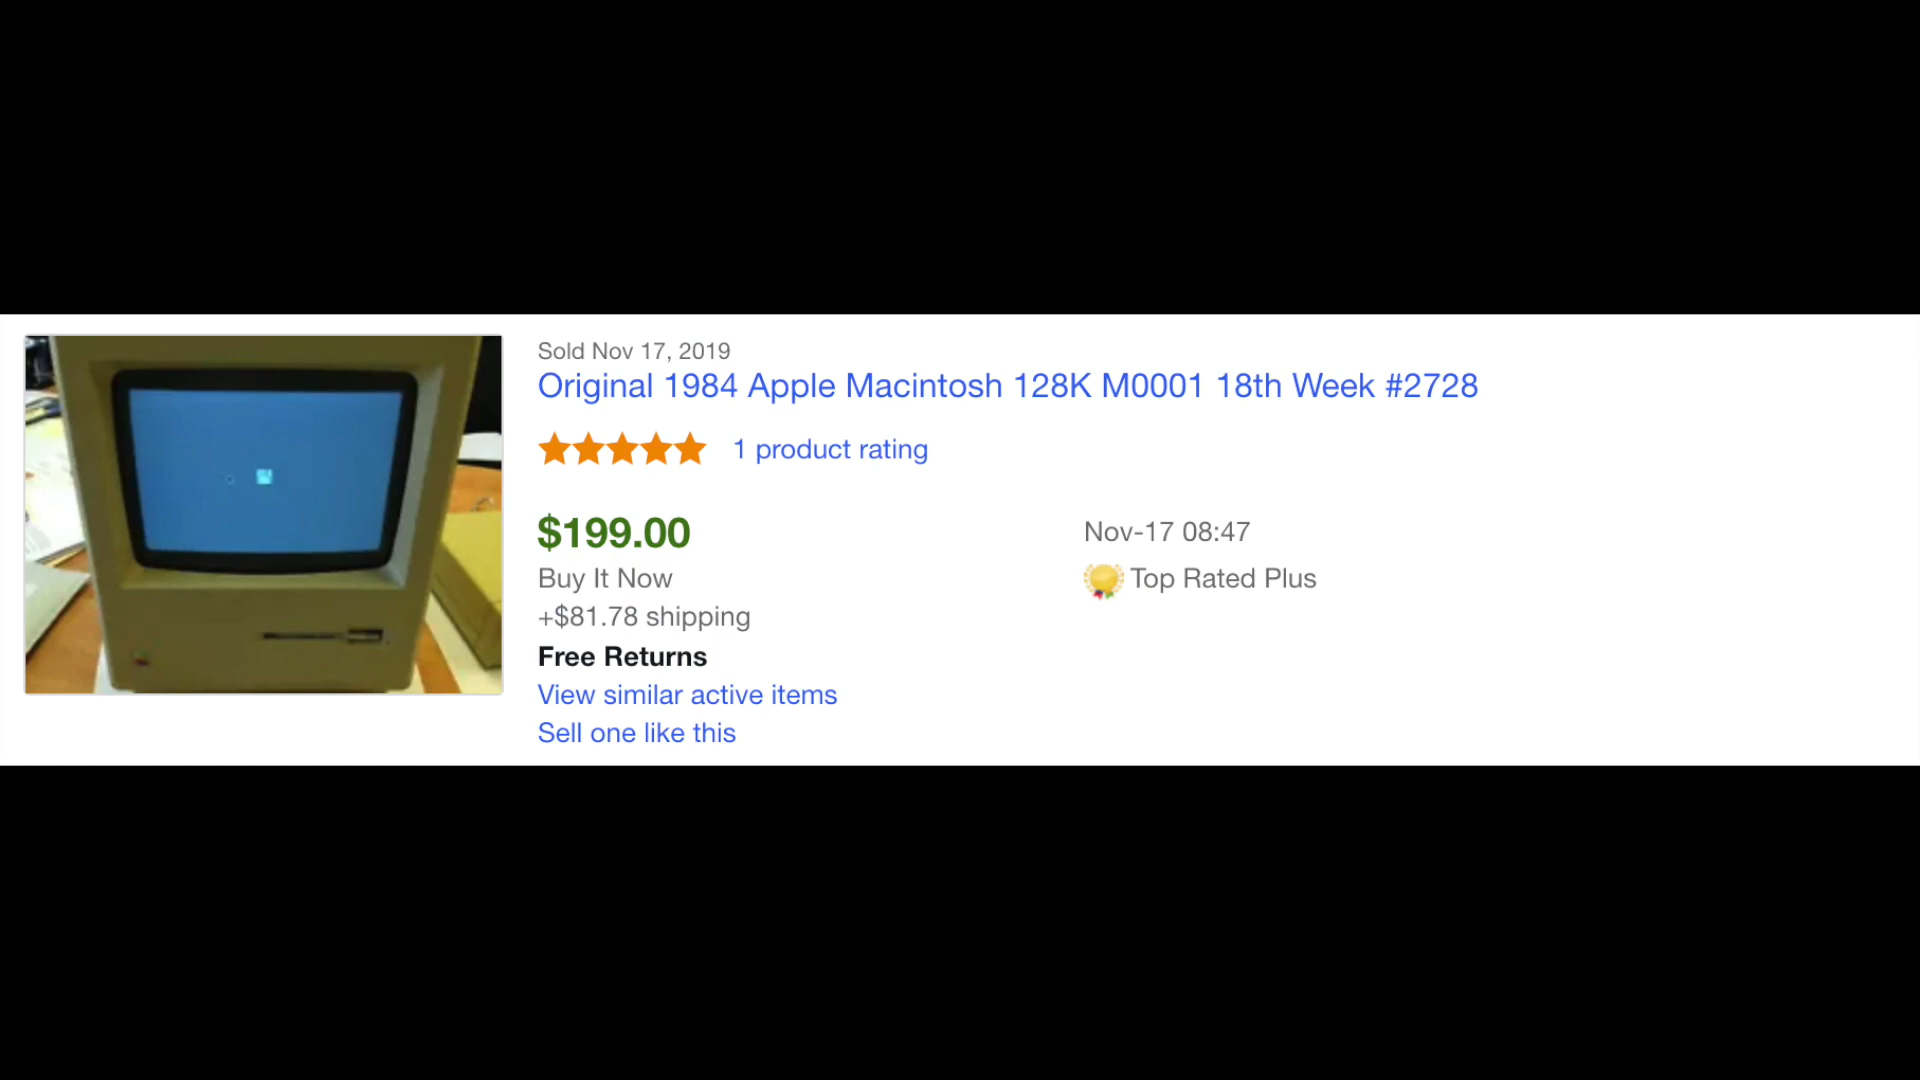 Sold Nov 17, 2019
Original 1984 Apple Macintosh 128K M0001 18th Week #2728
1 product rating
$199.00
Nov-17 08:47
Buy It Now
Top Rated Plus
+$81.78 shipping
Free Returns
View similar active items
Sell one like this